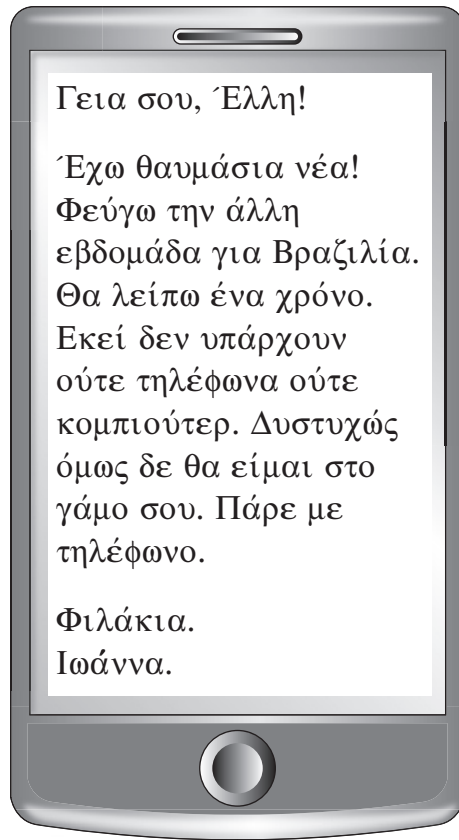 Γεια σου, Έλλη!
Έχω θαυμάσια νέα!
Φεύγω την άλλη
εβδομάδα για Βραζιλία.
Θα λείπω ένα χρόνο.
Εκεί δεν υπάρχουν
ούτε τηλέφωνα ούτε
κομπιούτερ. Δυστυχώς
όμως δε θα είμαι στο
γάμο σου. Πάρε με
τηλέφωνο.
Φιλάκια.
Ιωάννα.